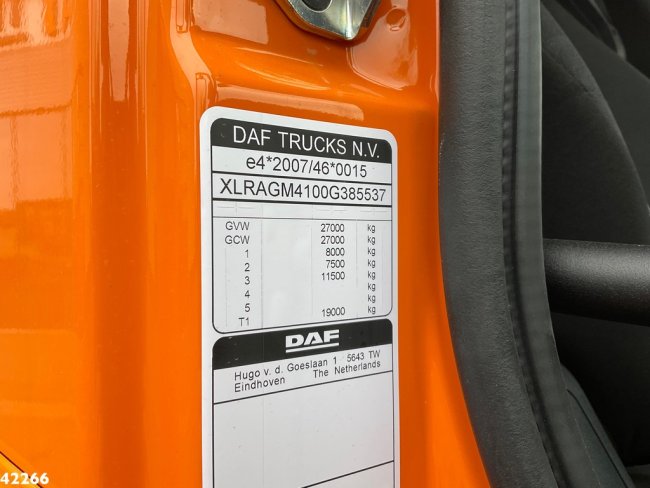 DAF TRUCKS N.V.
e4*2007/46*0015
XLRAGM4100G385537
GVW 27000 kg
GCW 27000 kg
1 8000 kg
2 7500 kg
3 11500 kg
4 kg
5 kg
T1 19000 kg
DAF
Hugo v. d. Goeslaan 1 5643 TW
Eindhoven The Netherlands
42266